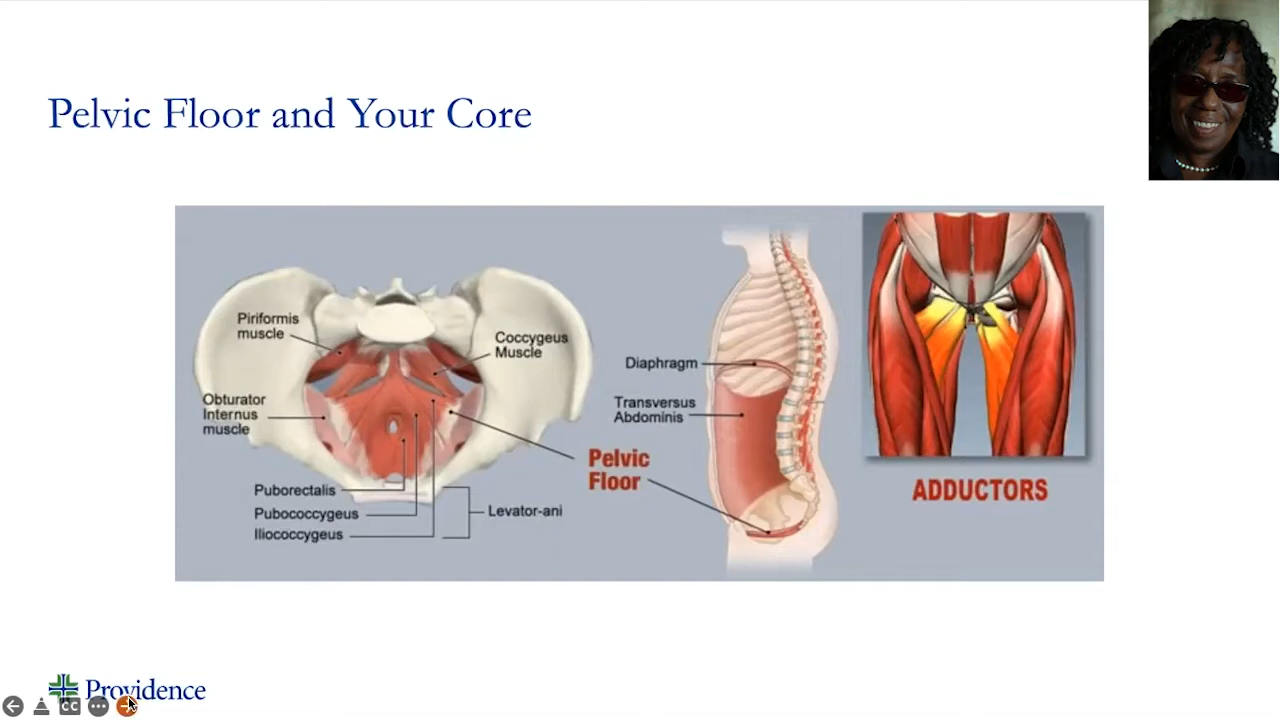 Pelvic Floor and Your Core
Piriformis
muscle
Coccygeus
Muscle
Obturator
Internus
muscle
Puborectalis
Pubococcygeus
Iliococcygeus
Levator-ani
Pelvic
Floor
Diaphragm
Transversus
Abdominis
ADDUCTORS
Providence
CC